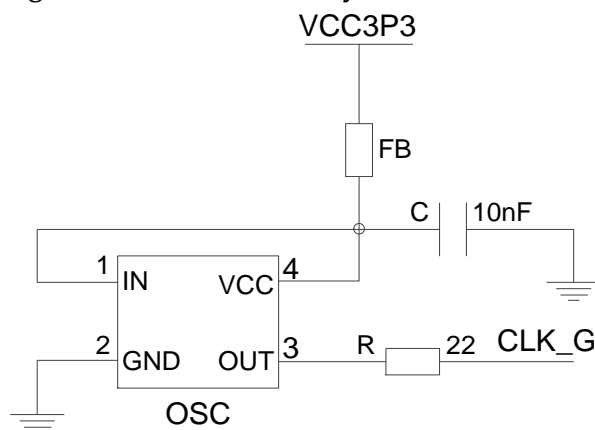 VCC3P3
FB
C 10nF
1 IN VCC 4
2 GND OUT 3 R 22 CLK_G
OSC